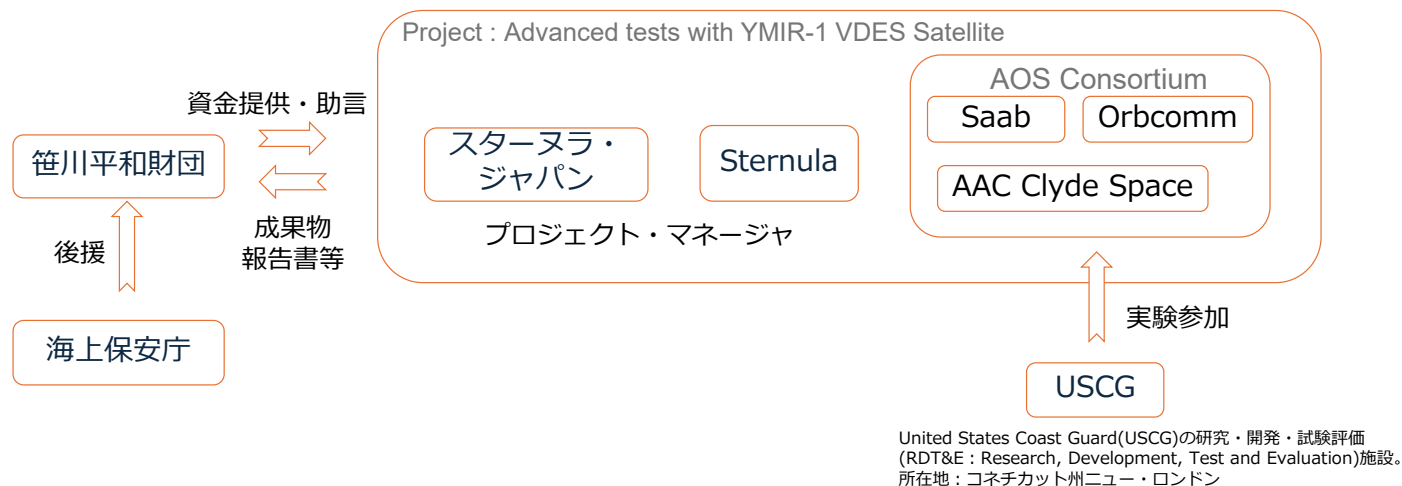 Project : Advanced tests with YMIR-1 VDES Satellite
AOS Consortium
資金提供・助言
Saab
Orbcomm
笹川平和財団
スターヌラ・
ジャパン
Sternula
AAC Clyde Space
成果物
報告書等
プロジェクト・マネージャ
後援
実験参加
海上保安庁
USCG
United States Coast Guard(USCG)の研究・開発・試験評価
(RDT&E : Research, Development, Test and Evaluation)施設。
所在地：コネチカット州ニュー・ロンドン